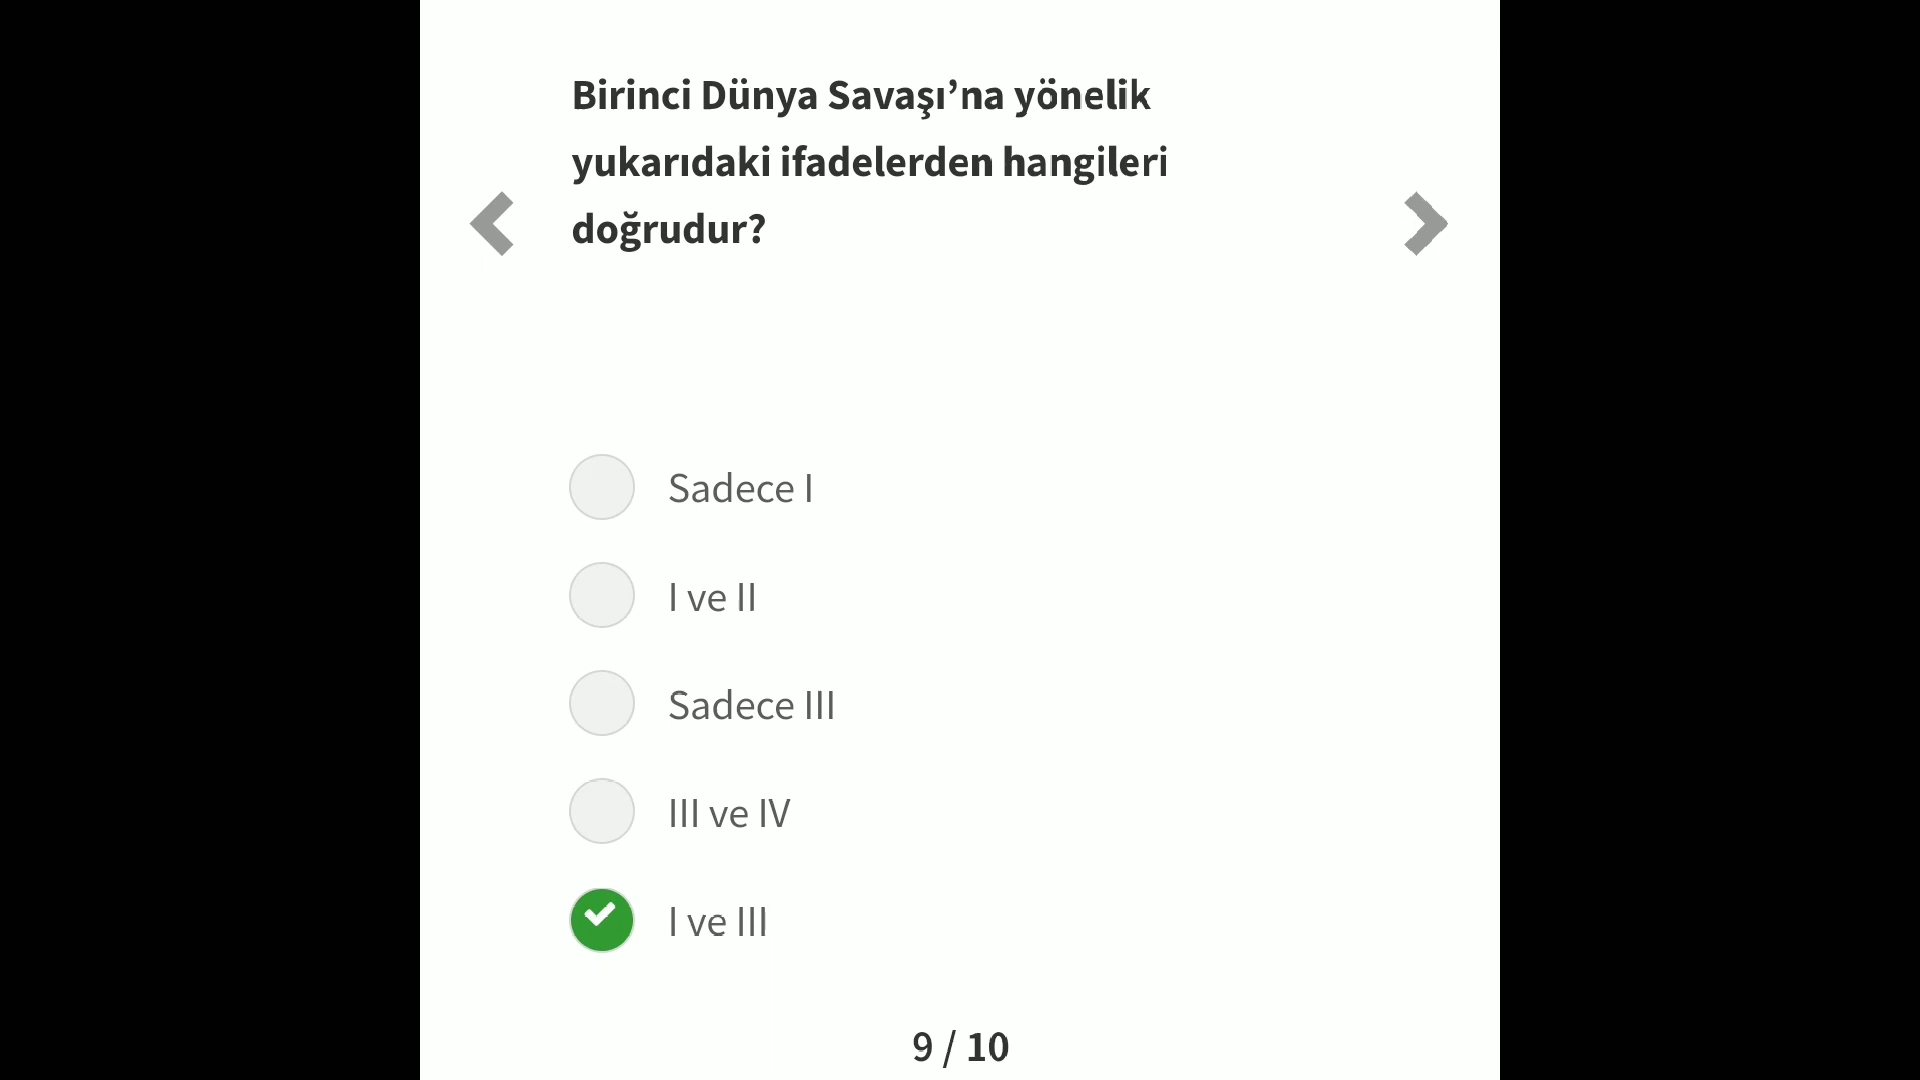 Birinci Dünya Savaşı’na yönelik
yukarıdaki ifadelerden hangileri
doğrudur?
Sadece I
I ve II
Sadece III
III ve IV
I ve III
9 / 10